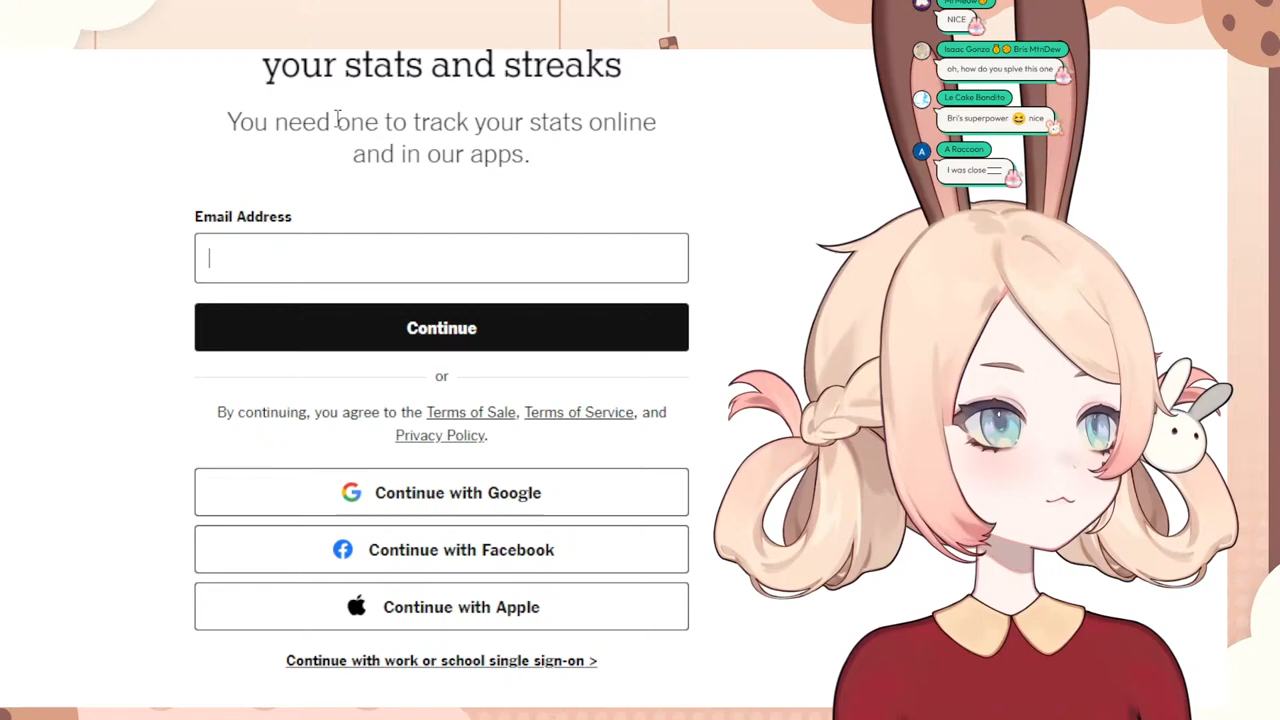 your stats and streaks
You need one to track your stats online
and in our apps.
Email Address
Continue
or
By continuing, you agree to the Terms of Sale, Terms of Service, and
Privacy Policy.
Continue with Google
Continue with Facebook
Continue with Apple
Continue with work or school single sign-on >
NICE
Isaac Gonzo Bris MtnDew
oh, how do you splve this one
Le Cake Bandito
Bri's superpower 😆 nice
A
A Raccoon
I was close